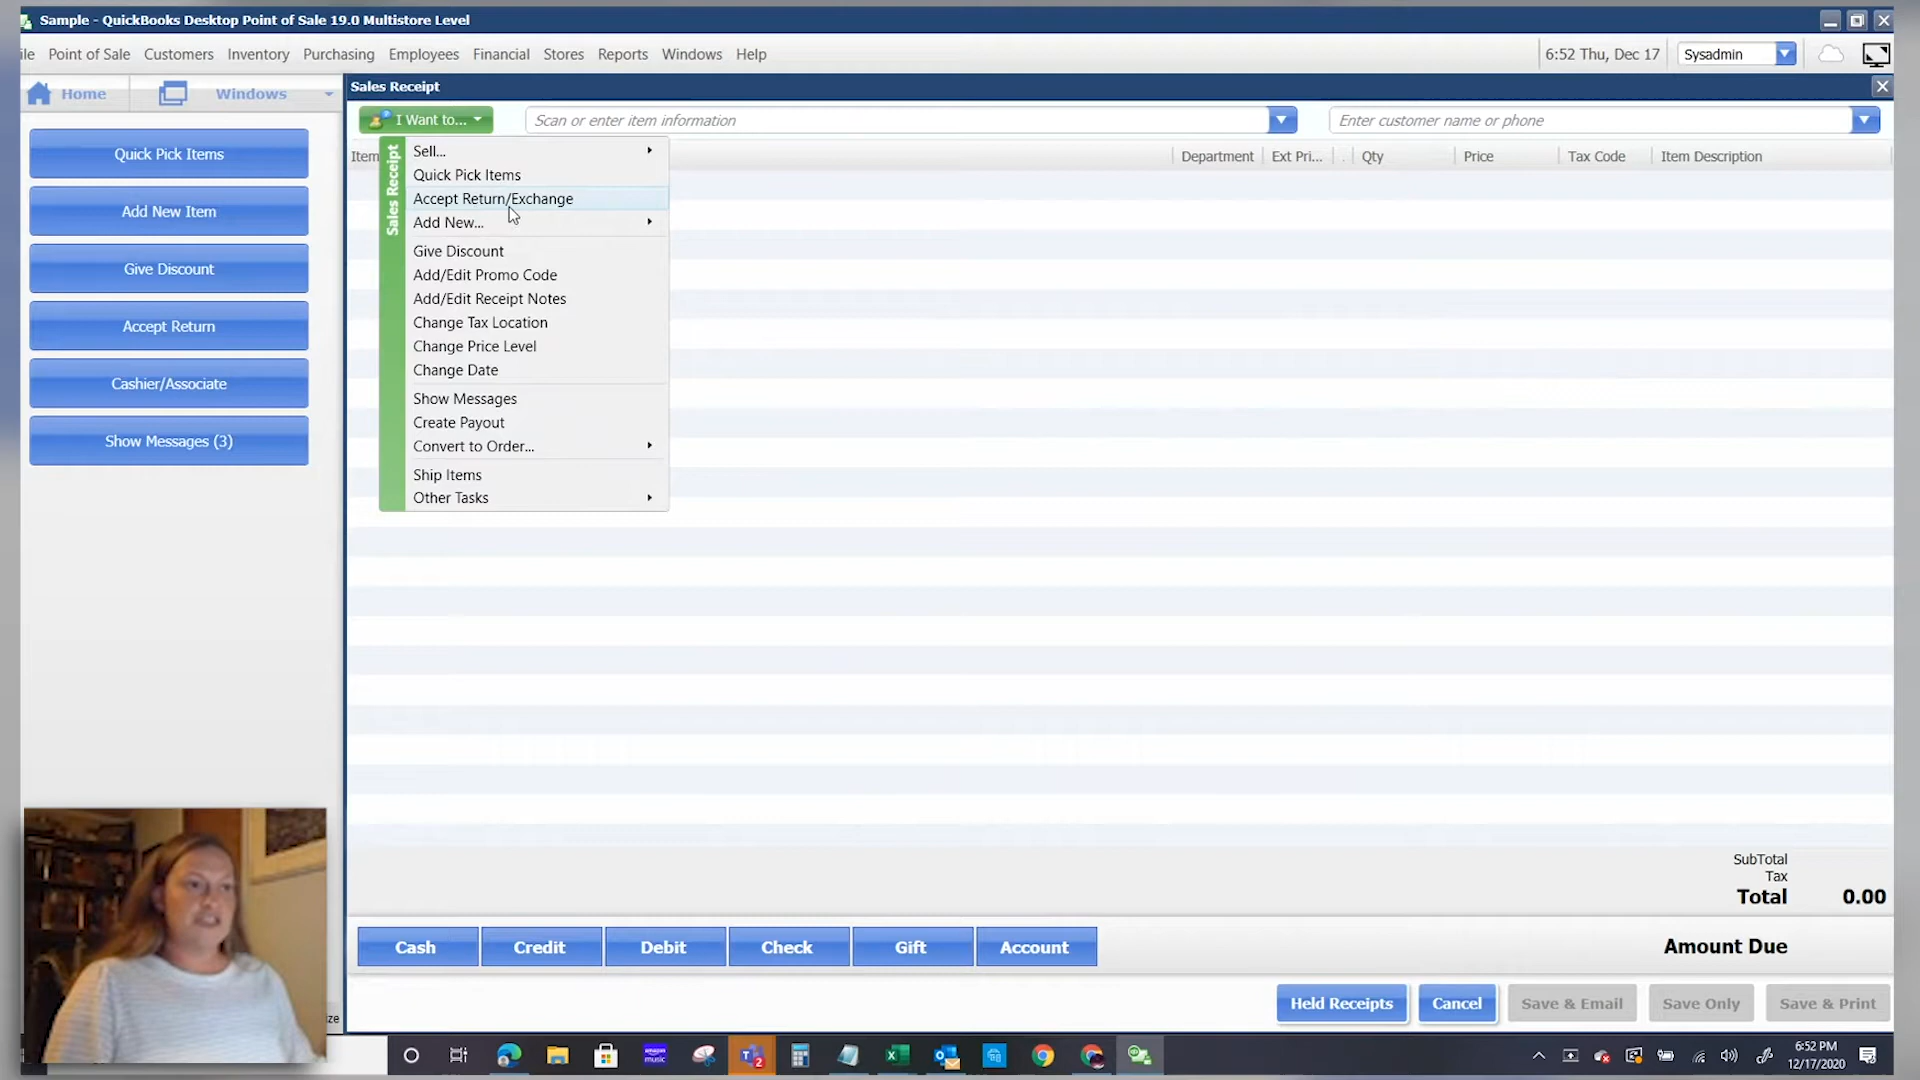 Sample - QuickBooks Desktop Point of Sale 19.0 Multistore Level
ile Point of Sale Customers Inventory Purchasing Employees Financial Stores Reports Windows Help
6:52 Thu, Dec 17
Sysadmin
Home
Windows
Sales Receipt
I Want to...
Scan or enter item information
Enter customer name or phone
Item
Department
Ext Pri...
Qty
Price
Tax Code
Item Description
Quick Pick Items
Add New Item
Give Discount
Accept Return
Cashier/Associate
Show Messages (3)
Sales Receipt
Sell...
Quick Pick Items
Accept Return/Exchange
Add New...
Give Discount
Add/Edit Promo Code
Add/Edit Receipt Notes
Change Tax Location
Change Price Level
Change Date
Show Messages
Create Payout
Convert to Order...
Ship Items
Other Tasks
SubTotal
Tax
Total 0.00
Cash
Credit
Debit
Check
Gift
Account
Amount Due
Held Receipts
Cancel
Save & Email
Save Only
Save & Print
ize
amazon music
2
6:52 PM
12/17/2020